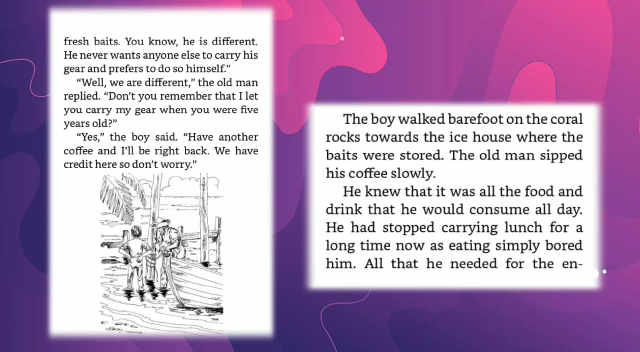 fresh baits. You know, he is different.
He never wants anyone else to carry his
gear and prefers to do so himself.”
“Well, we are different,” the old man
replied. “Don’t you remember that I let
you carry my gear when you were five
years old?”
“Yes,” the boy said. “Have another
coffee and I’ll be right back. We have
credit here so don’t worry.”
The boy walked barefoot on the coral
rocks towards the ice house where the
baits were stored. The old man sipped
his coffee slowly.
He knew that it was all the food and
drink that he would consume all day.
He had stopped carrying lunch for a
long time now as eating simply bored
him. All that he needed for the en-